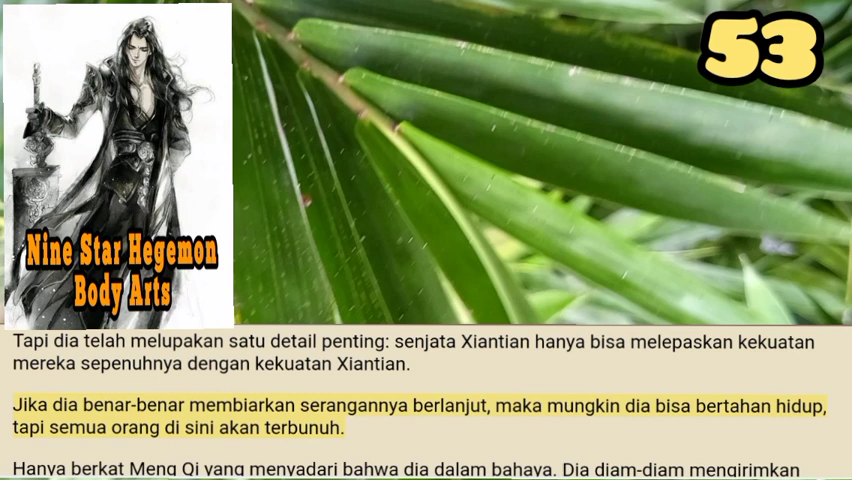 53
Nine Star Hegemon
Body Arts
Tapi dia telah melupakan satu detail penting: senjata Xiantian hanya bisa melepaskan kekuatan
mereka sepenuhnya dengan kekuatan Xiantian.
Jika dia benar-benar membiarkan serangannya berlanjut, maka mungkin dia bisa bertahan hidup,
tapi semua orang di sini akan terbunuh.
Hanya berkat Meng Qi yang menyadari bahwa dia dalam bahaya. Dia diam-diam mengirimkan